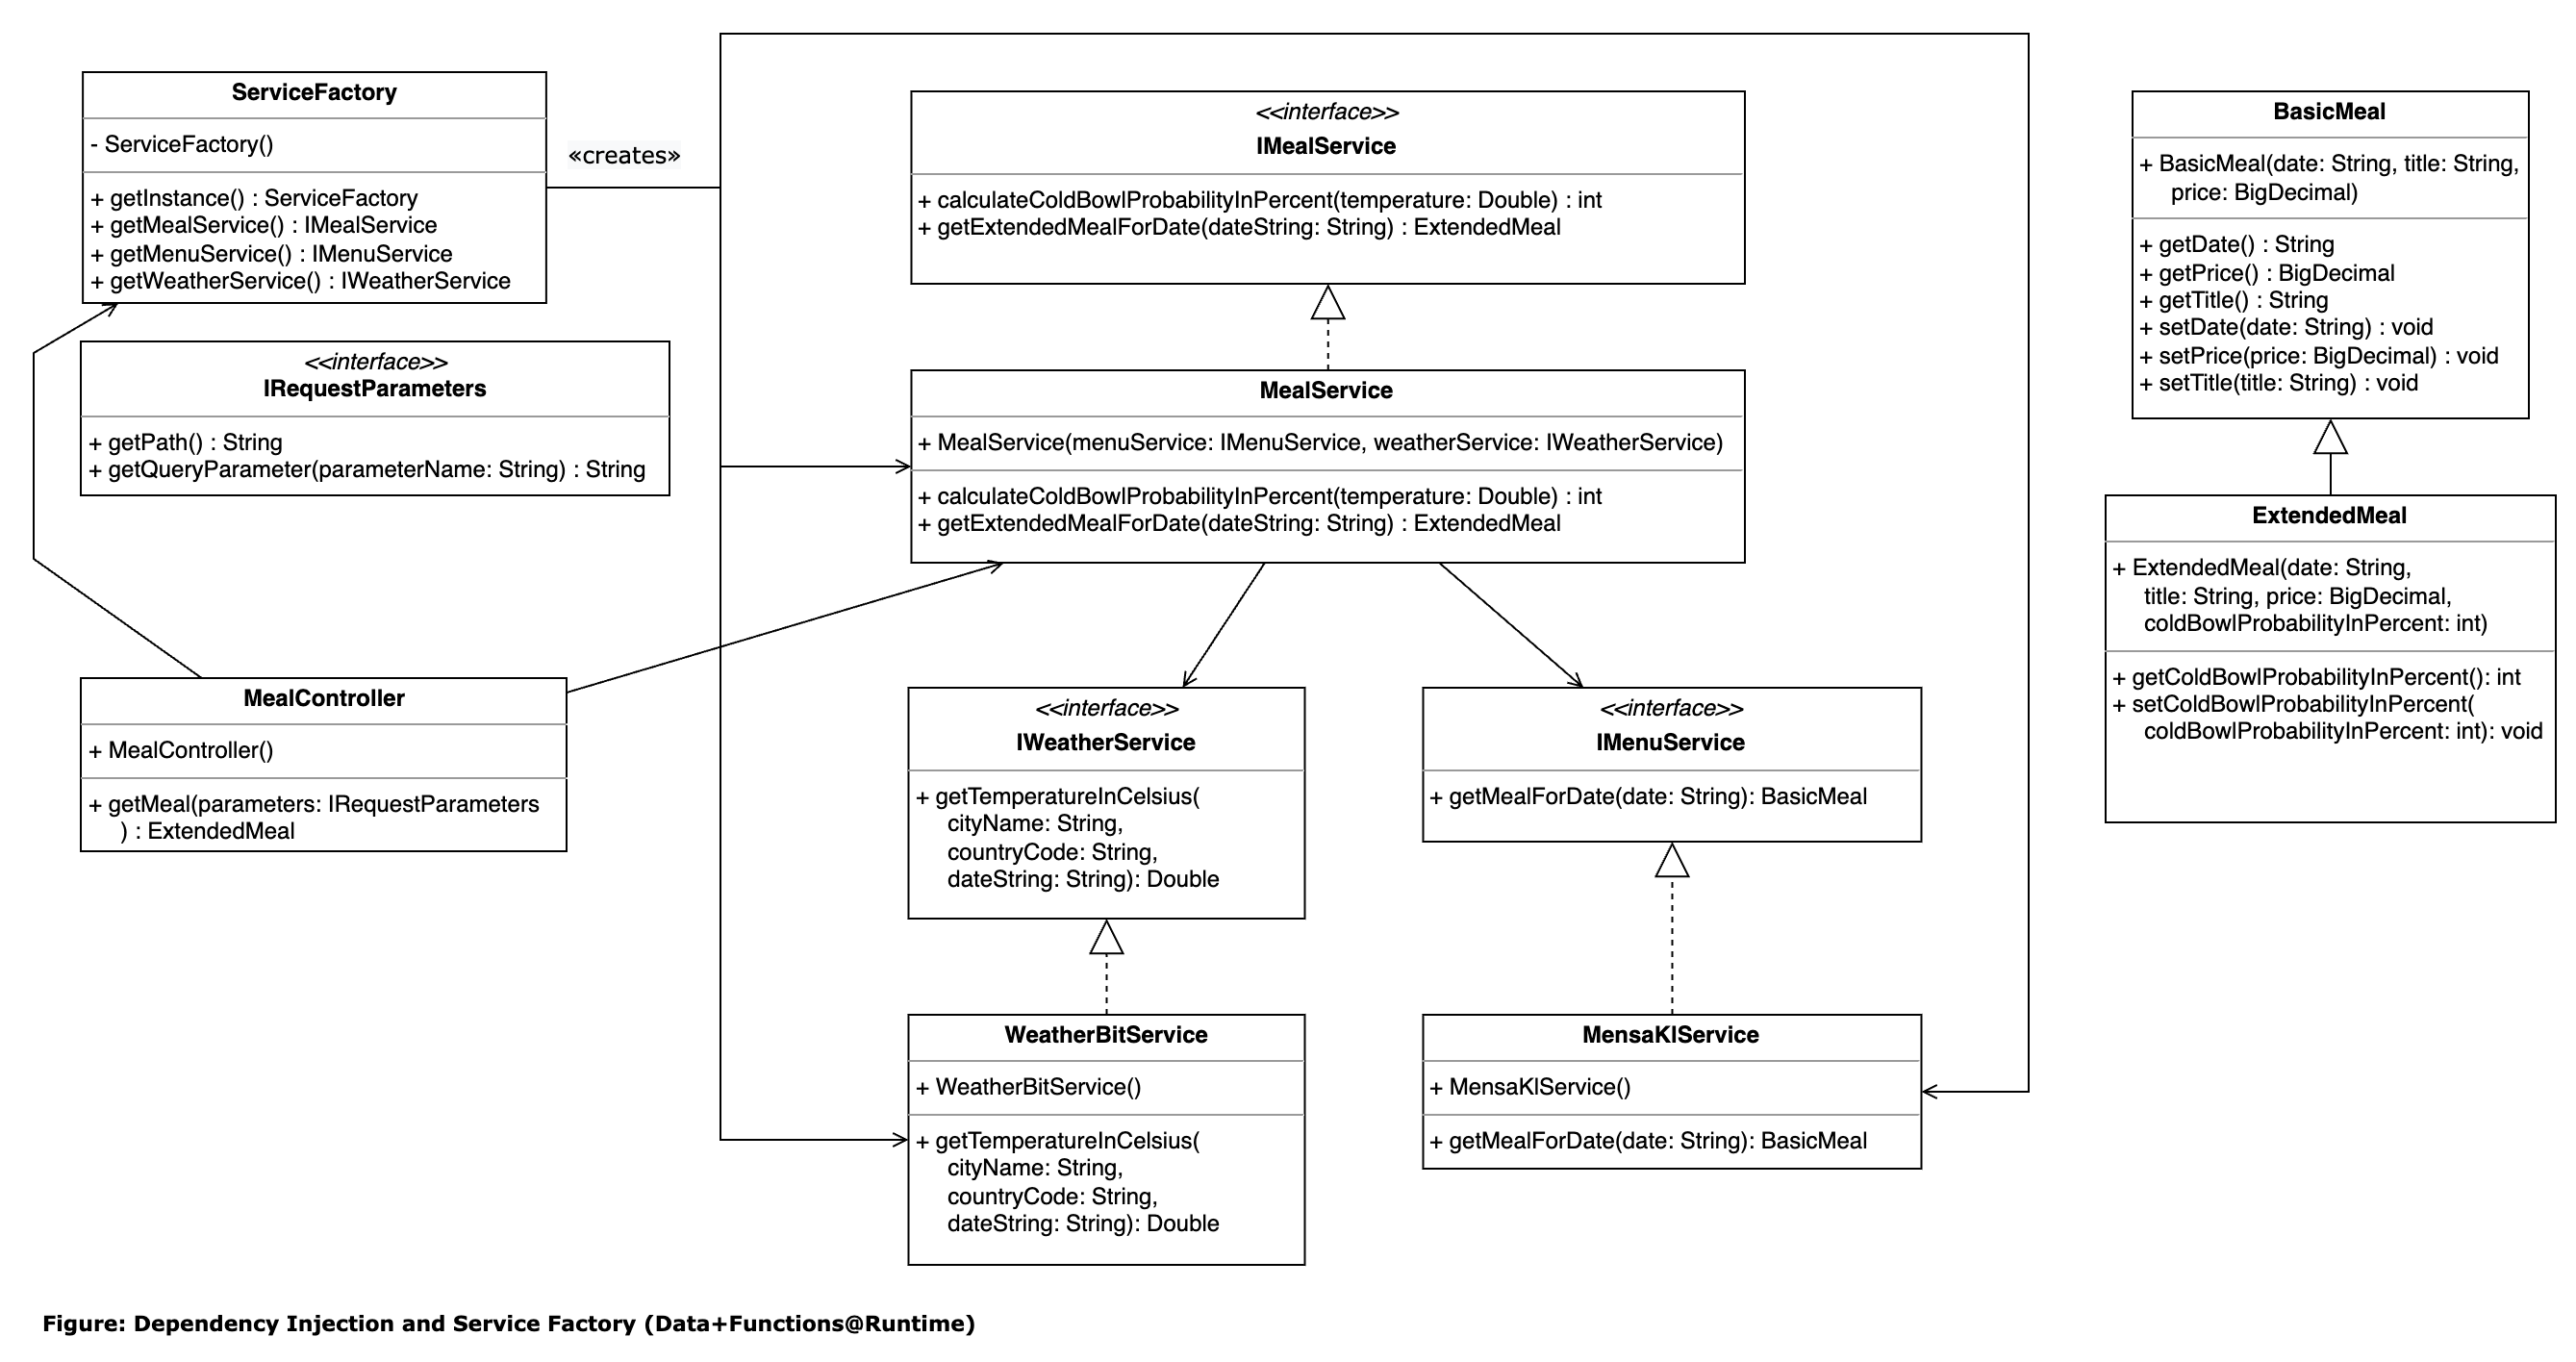 ServiceFactory
- ServiceFactory()
+ getInstance() : ServiceFactory
+ getMealService() : IMealService
+ getMenuService() : IMenuService
+ getWeatherService() : IWeatherService
«creates»
<<interface>>
IMealService
+ calculateColdBowlProbabilityInPercent(temperature: Double) : int
+ getExtendedMealForDate(dateString: String) : ExtendedMeal
BasicMeal
+ BasicMeal(date: String, title: String,
price: BigDecimal)
+ getDate() : String
+ getPrice() : BigDecimal
+ getTitle() : String
+ setDate(date: String) : void
+ setPrice(price: BigDecimal) : void
+ setTitle(title: String) : void
<<interface>>
IRequestParameters
+ getPath() : String
+ getQueryParameter(parameterName: String) : String
MealService
+ MealService(menuService: IMenuService, weatherService: IWeatherService)
+ calculateColdBowlProbabilityInPercent(temperature: Double) : int
+ getExtendedMealForDate(dateString: String) : ExtendedMeal
ExtendedMeal
+ ExtendedMeal(date: String,
title: String, price: BigDecimal,
coldBowlProbabilityInPercent: int)
+ getColdBowlProbabilityInPercent(): int
+ setColdBowlProbabilityInPercent(
coldBowlProbabilityInPercent: int): void
MealController
+ MealController()
+ getMeal(parameters: IRequestParameters
) : ExtendedMeal
<<interface>>
IWeatherService
+ getTemperatureInCelsius(
cityName: String,
countryCode: String,
dateString: String): Double
<<interface>>
IMenuService
+ getMealForDate(date: String): BasicMeal
WeatherBitService
+ WeatherBitService()
+ getTemperatureInCelsius(
cityName: String,
countryCode: String,
dateString: String): Double
MensaKlService
+ MensaKlService()
+ getMealForDate(date: String): BasicMeal
Figure: Dependency Injection and Service Factory (Data+Functions@Runtime)